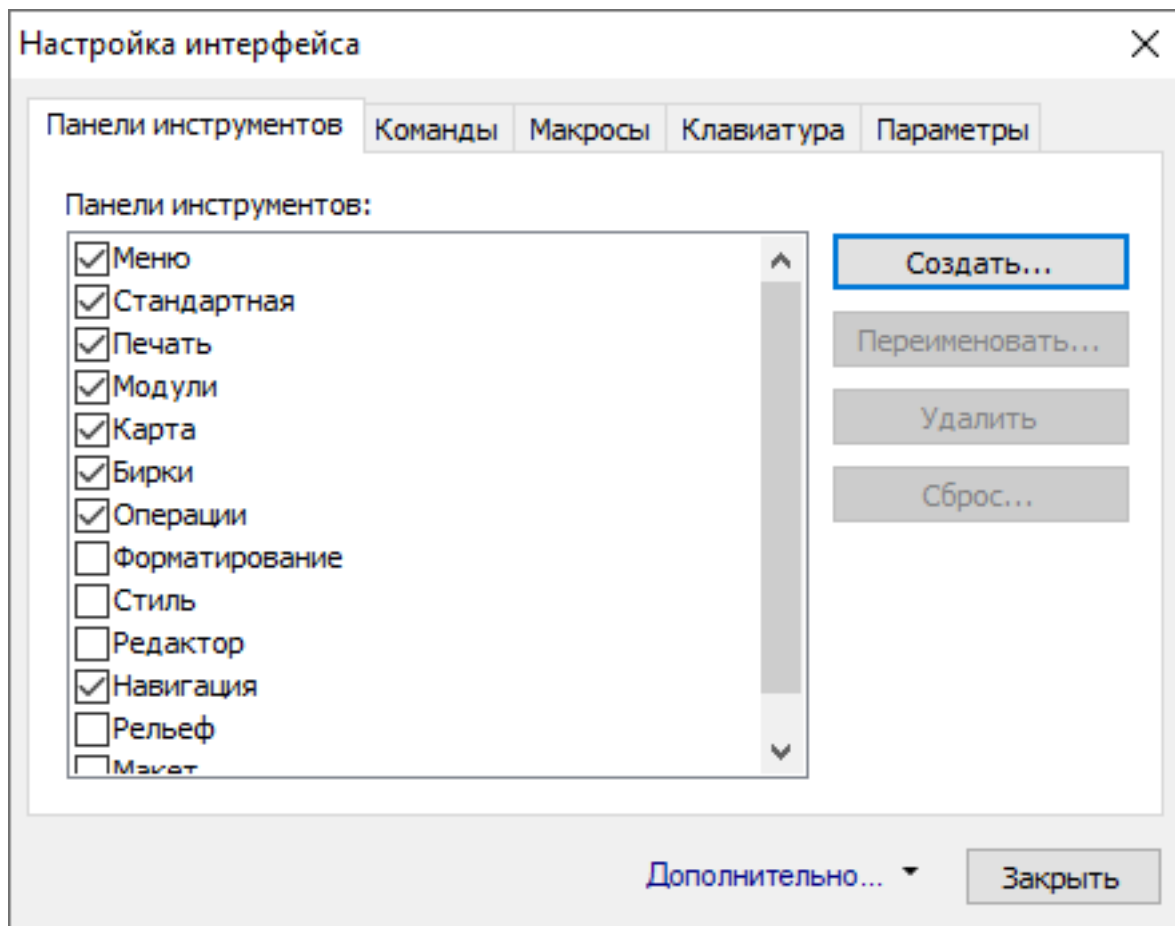 Настройка интерфейса
Панели инструментов Команды Макросы Клавиатура Параметры
Панели инструментов:
Меню
Стандартная
Печать
Модули
Карта
Бирки
Операции
Форматирование
Стиль
Редактор
Навигация
Рельеф
Макет
Создать...
Переименовать...
Удалить
Сброс...
Дополнительно...
Закрыть